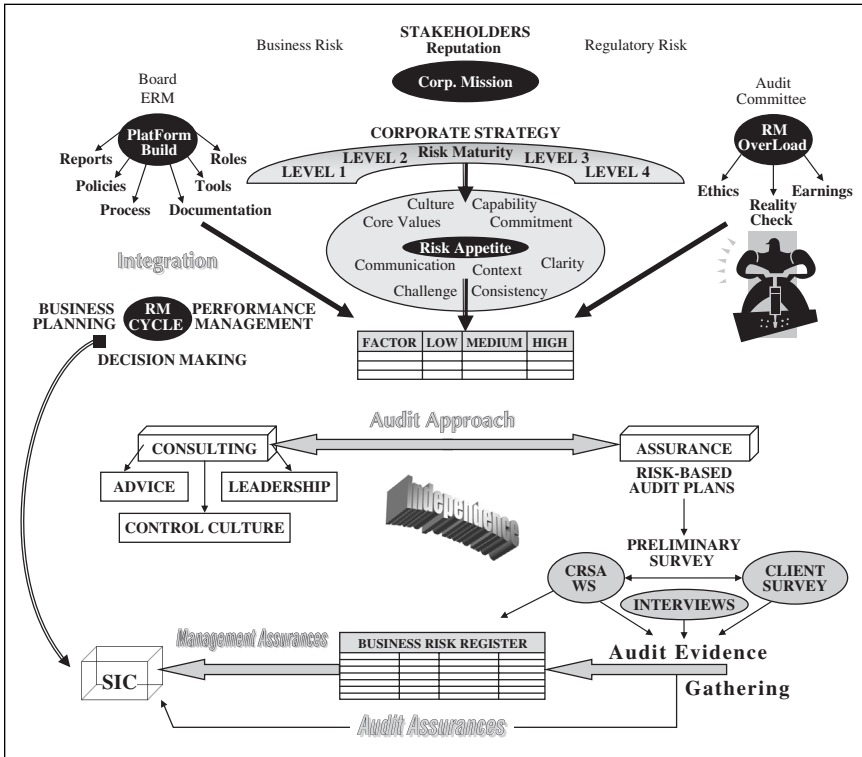 STAKEHOLDERS
Business Risk
Reputation
Regulatory Risk
Corp. Mission
Board
ERM
Audit
Committee
PlatForm
Build
RM
OverLoad
CORPORATE STRATEGY
LEVEL 1
LEVEL 2
Risk Maturity
LEVEL 3
LEVEL 4
Reports
Roles
Policies
Tools
Process
Documentation
Ethics
Earnings
Reality
Check
Culture
Capability
Core Values
Commitment
Risk Appetite
Communication
Context
Clarity
Challenge
Consistency
Integration
BUSINESS
PLANNING
RM
CYCLE
PERFORMANCE
MANAGEMENT
DECISION MAKING
FACTOR LOW MEDIUM HIGH
Audit Approach
CONSULTING
ASSURANCE
ADVICE
LEADERSHIP
CONTROL CULTURE
RISK-BASED
AUDIT PLANS
Independence
PRELIMINARY
SURVEY
CRSA
WS
CLIENT
SURVEY
INTERVIEWS
Management Assurances
BUSINESS RISK REGISTER
Audit Evidence
Gathering
SIC
Audit Assurances